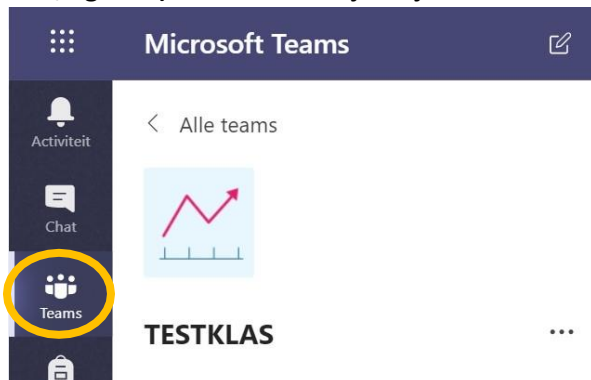 Microsoft Teams
Activiteit
Alle teams
Chat
Teams
TESTKLAS
...